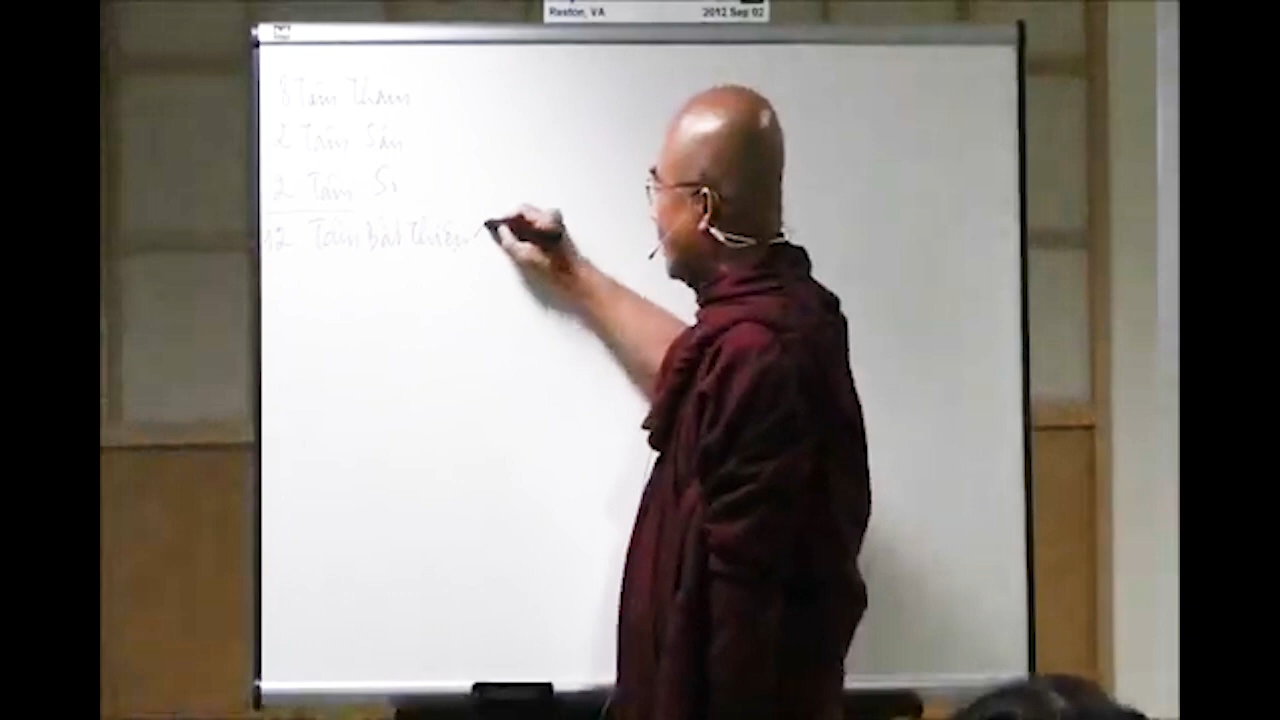 Reston, VA 2012 Sep 02
8 Tâm Tham
2 Tâm Sân
2 Tâm Si
12 Tâm Bất Thiện